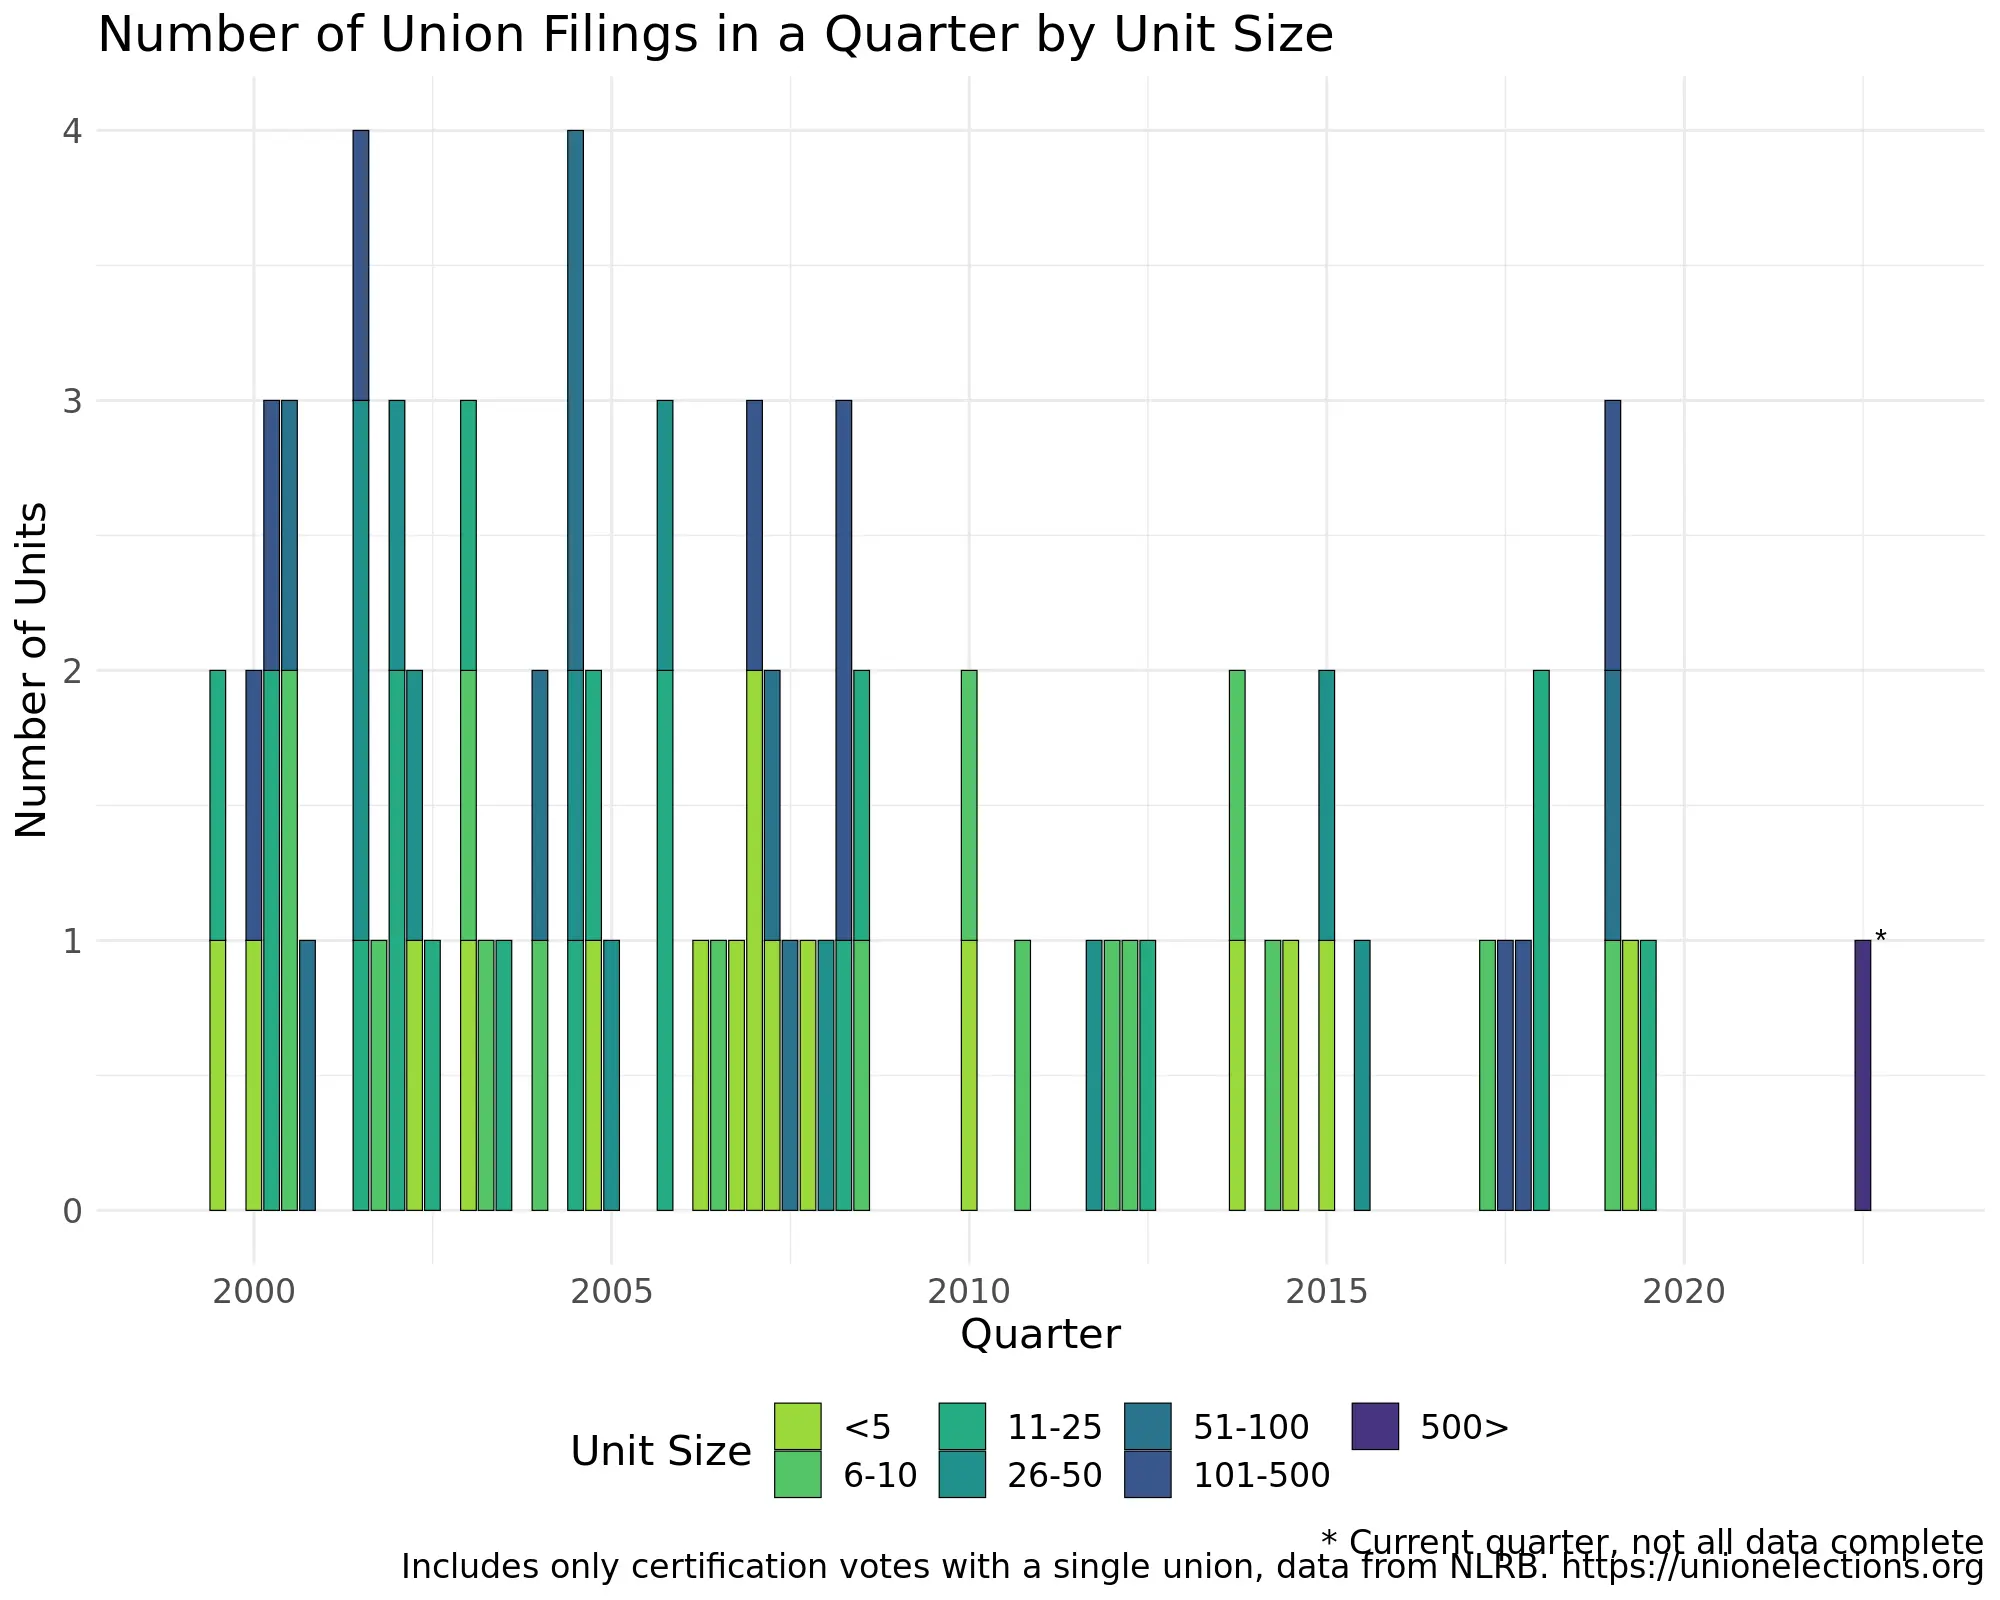 Number of Union Filings in a Quarter by Unit Size
Number of Units
4
3
2
1
0
*
2000 2005 2010 2015 2020
Quarter
Unit Size
<5 11-25 51-100 500>
6-10 26-50 101-500
* Current quarter, not all data complete
Includes only certification votes with a single union, data from NLRB. https://unionelections.org